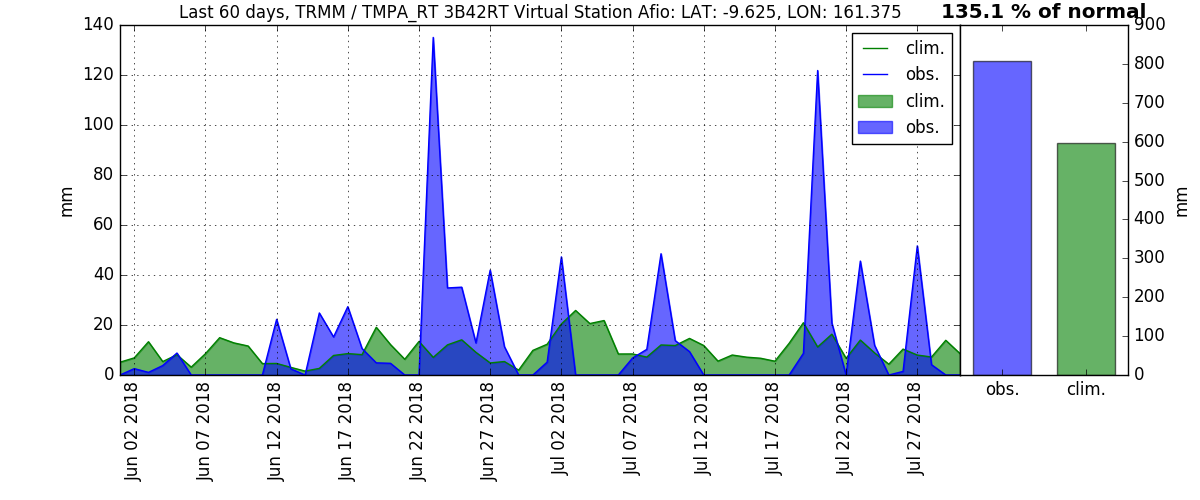 Last 60 days, TRMM / TMPA_RT 3B42RT Virtual Station Afio: LAT: -9.625, LON: 161.375
135.1 % of normal
140
120
100
80
60
40
20
0
mm
clim.
obs.
clim.
obs.
900
800
700
600
500
400
300
200
100
0
mm
obs.
clim.
Jun 02 2018
Jun 07 2018
Jun 12 2018
Jun 17 2018
Jun 22 2018
Jun 27 2018
Jul 02 2018
Jul 07 2018
Jul 12 2018
Jul 17 2018
Jul 22 2018
Jul 27 2018